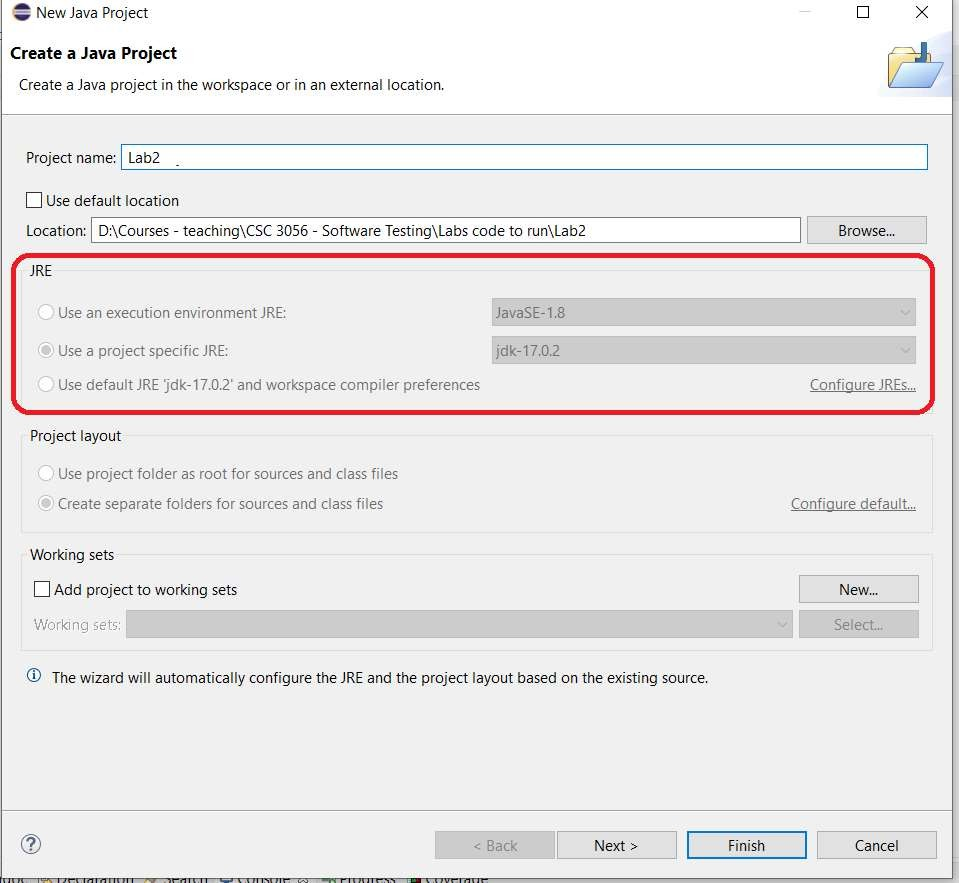 New Java Project
Create a Java Project
Create a Java project in the workspace or in an external location.
Project name: Lab2
Use default location
Location: D:\Courses - teaching\CSC 3056 - Software Testing\Labs code to run\Lab2 Browse...
JRE
Use an execution environment JRE: JavaSE-1.8
Use a project specific JRE: jdk-17.0.2
Use default JRE 'jdk-17.0.2' and workspace compiler preferences Configure JREs...
Project layout
Use project folder as root for sources and class files
Create separate folders for sources and class files Configure default...
Working sets
Add project to working sets New...
Working sets: Select...
The wizard will automatically configure the JRE and the project layout based on the existing source.
? < Back Next > Finish Cancel
Declaration Search Console Progress Coverage